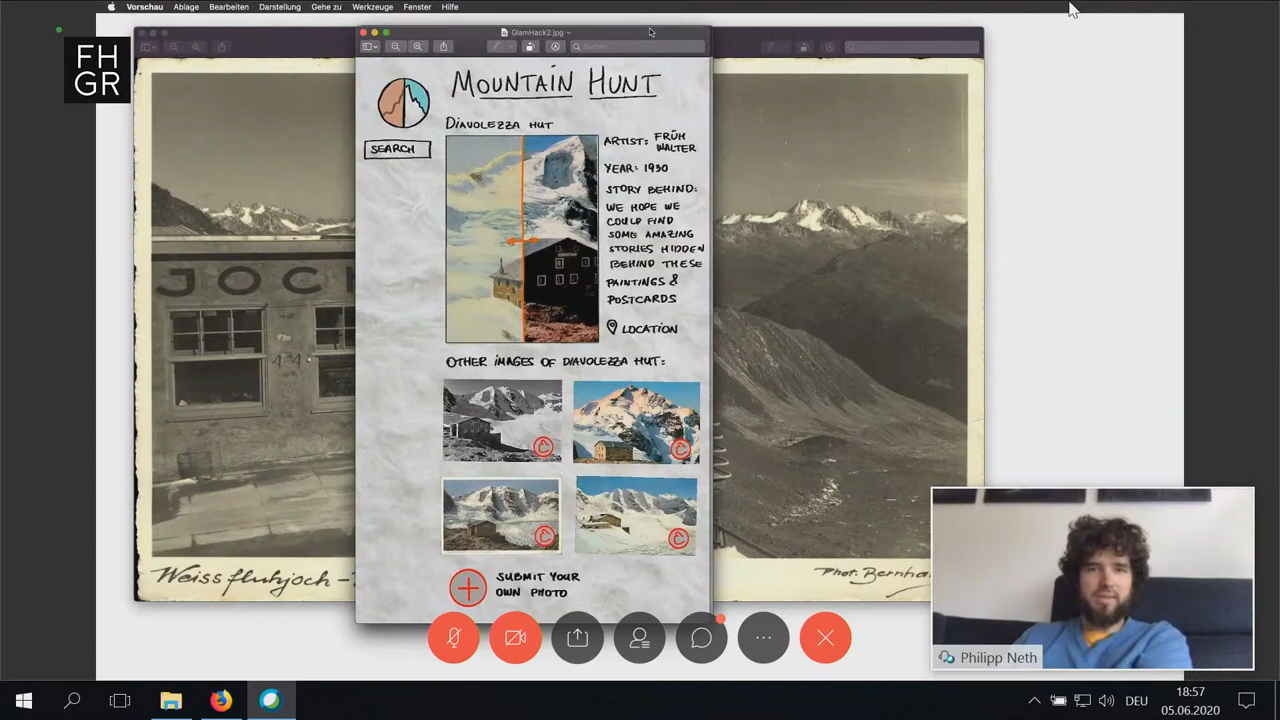 Vorschau Ablage Bearbeiten Darstellung Gehe zu Werkzeuge Fenster Hilfe
FH
GR
GlamHack2.jpg
Suchen
MOUNTAIN HUNT
DIAVOLEZZA HUT
SEARCH
ARTIST: FRÜH
WALTER
YEAR: 1930
STORY BEHIND:
WE HOPE WE
COULD FIND
SOME AMAZING
STORIES HIDDEN
BEHIND THESE
PAINTINGS &
POSTCARDS
LOCATION
OTHER IMAGES OF DIAVOLEZZA HUT:
SUBMIT YOUR
OWN PHOTO
JOCH
Weissfluhjoch -
Phot. Bernha
Philipp Neth
DEU
18:57
05.06.2020